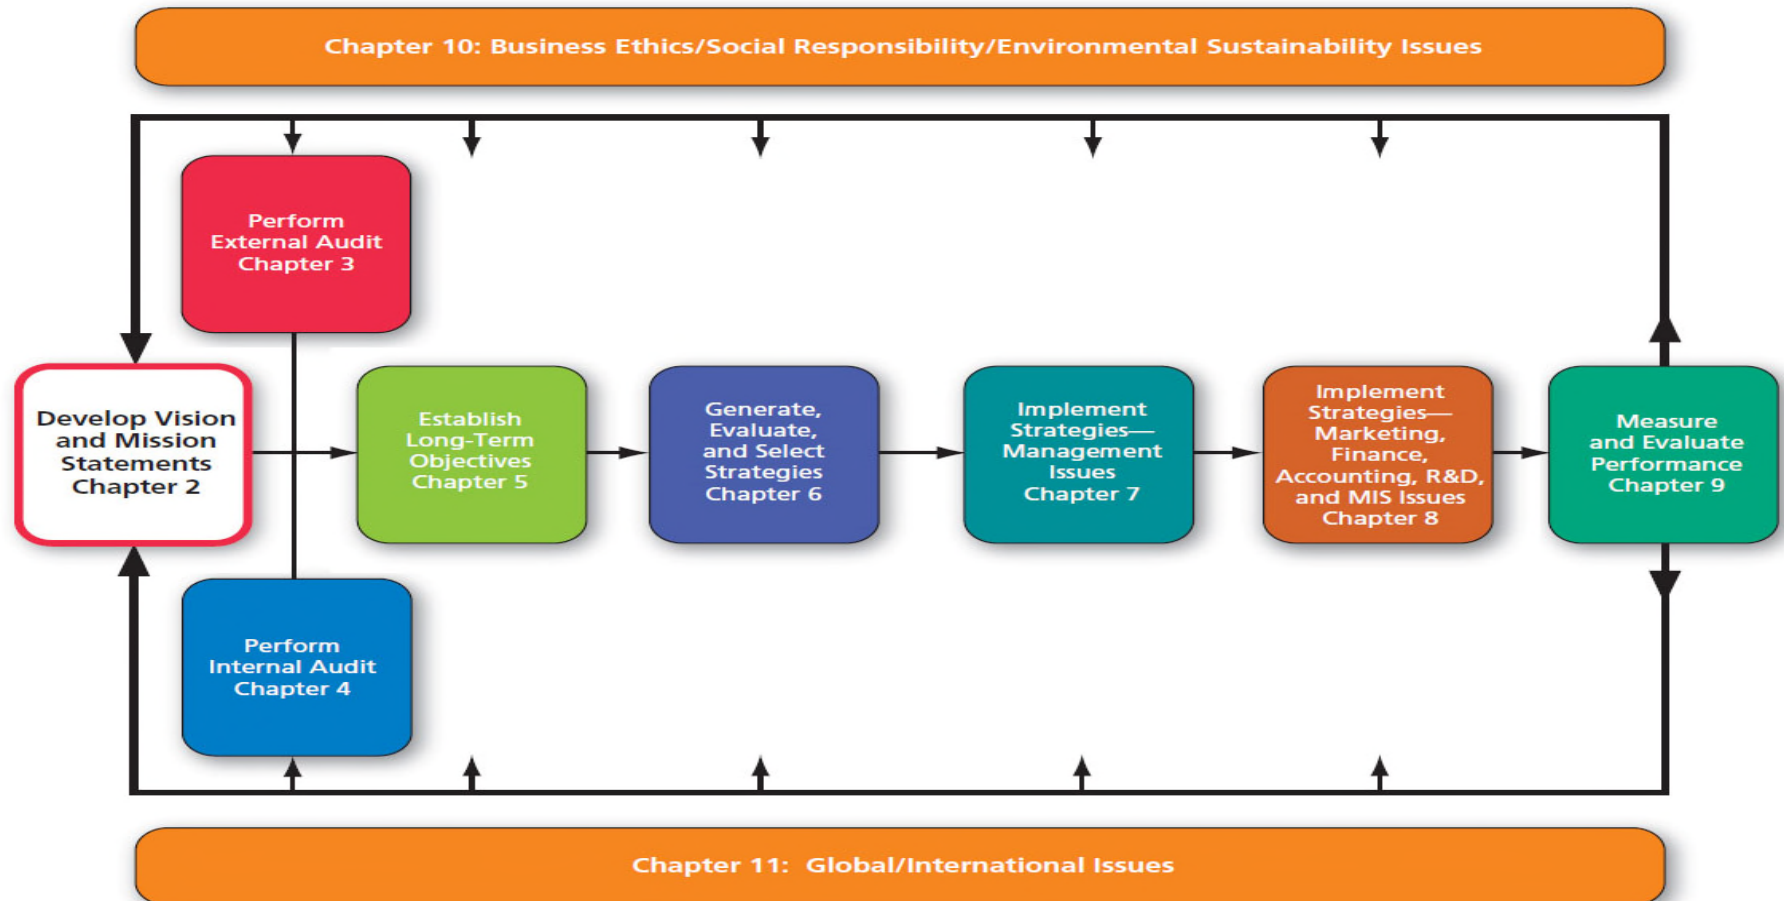 Chapter 10: Business Ethics/Social Responsibility/Environmental Sustainability Issues
Perform
External Audit
Chapter 3
Develop Vision
and Mission
Statements
Chapter 2
Establish
Long-Term
Objectives
Chapter 5
Generate,
Evaluate,
and Select
Strategies
Chapter 6
Implement
Strategies—
Management
Issues
Chapter 7
Implement
Strategies—
Marketing,
Finance,
Accounting, R&D,
and MIS Issues
Chapter 8
Measure
and Evaluate
Performance
Chapter 9
Perform
Internal Audit
Chapter 4
Chapter 11: Global/International Issues